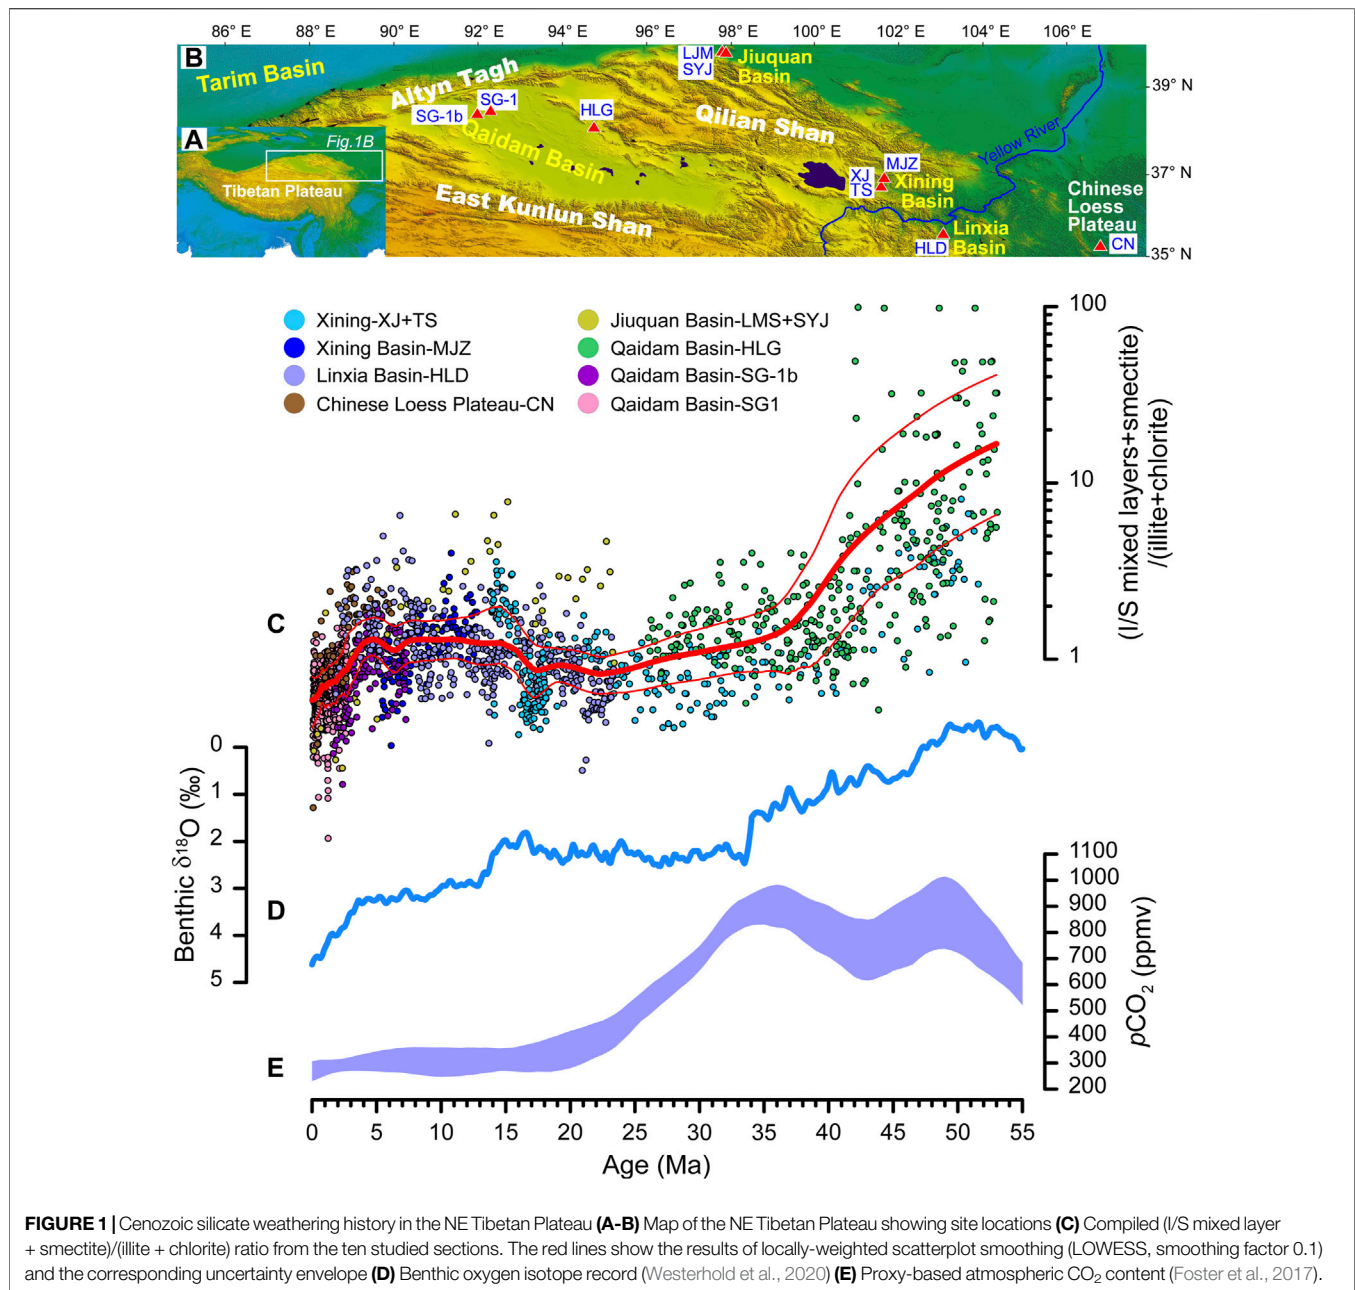 86° E 88° E 90° E 92° E 94° E 96° E 98° E 100° E 102° E 104° E 106° E
B
Tarim Basin
Altyn Tagh
SG-1
SG-1b
HLG
LJM
SYJ
Jiuquan
Basin
39° N
Qaidam Basin
Qilian Shan
Yellow River
A
Fig.1B
Tibetan Plateau
East Kunlun Shan
MJZ
XJ
TS
Xining
Basin
37° N
Chinese
Loess
Plateau
Linxia
Basin
HLD
CN
35° N
Xining-XJ+TS
Xining Basin-MJZ
Linxia Basin-HLD
Chinese Loess Plateau-CN
Jiuquan Basin-LMS+SYJ
Qaidam Basin-HLG
Qaidam Basin-SG-1b
Qaidam Basin-SG1
100
10
1
(I/S mixed layers+smectite)
/(illite+chlorite)
C
0
1
2
3
4
5
Benthic δ18O (‰)
D
1100
1000
900
800
700
600
500
400
300
200
pCO2 (ppmv)
E
0 5 10 15 20 25 30 35 40 45 50 55
Age (Ma)
FIGURE 1 | Cenozoic silicate weathering history in the NE Tibetan Plateau (A-B) Map of the NE Tibetan Plateau showing site locations (C) Compiled (I/S mixed layer
+ smectite)/(illite + chlorite) ratio from the ten studied sections. The red lines show the results of locally-weighted scatterplot smoothing (LOWESS, smoothing factor 0.1)
and the corresponding uncertainty envelope (D) Benthic oxygen isotope record (Westerhold et al., 2020) (E) Proxy-based atmospheric CO2 content (Foster et al., 2017).